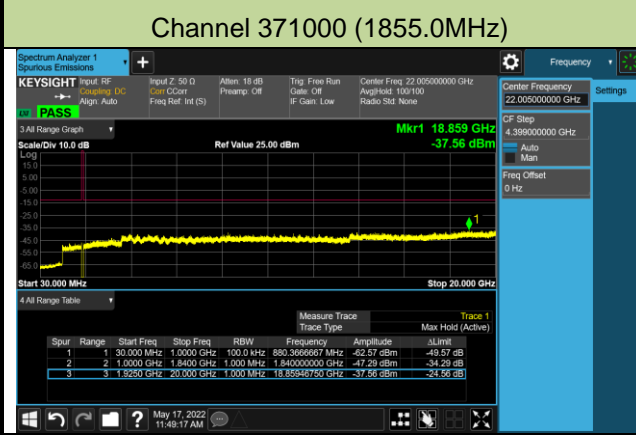 Channel 371000 (1855.0MHz)
Spectrum Analyzer 1
Spurious Emissions
KEYSIGHT
Input: RF
Coupling: DC
Align: Auto
Input Z: 50 Ω
Corr CCorr
Freq Ref: Int (S)
Atten: 18 dB
Preamp: Off
Trig: Free Run
Gate: Off
IF Gain: Low
Center Freq: 22.005000000 GHz
Avg|Hold: 100/100
Radio Std: None
PASS
3 All Range Graph
Mkr1 18.859 GHz
Scale/Div 10.0 dB
Ref Value 25.00 dBm
-37.56 dBm
Log
15.0
5.00
-5.00
-15.0
-25.0
-35.0
-45.0
-55.0
-65.0
1
Start 30.000 MHz
Stop 20.000 GHz
4 All Range Table
Measure Trace Trace 1
Trace Type Max Hold (Active)
Spur Range Start Freq Stop Freq RBW Frequency Amplitude ΔLimit
1 1 30.000 MHz 1.0000 GHz 100.0 kHz 880.3666667 MHz -62.57 dBm -49.57 dB
2 2 1.0000 GHz 1.8400 GHz 1.000 MHz 1.840000000 GHz -47.29 dBm -34.29 dB
3 3 1.9250 GHz 20.000 GHz 1.000 MHz 18.85946750 GHz -37.56 dBm -24.56 dB
May 17, 2022
11:49:17 AM
Frequency
Center Frequency
22.005000000 GHz
Settings
CF Step
4.399000000 GHz
Auto
Man
Freq Offset
0 Hz